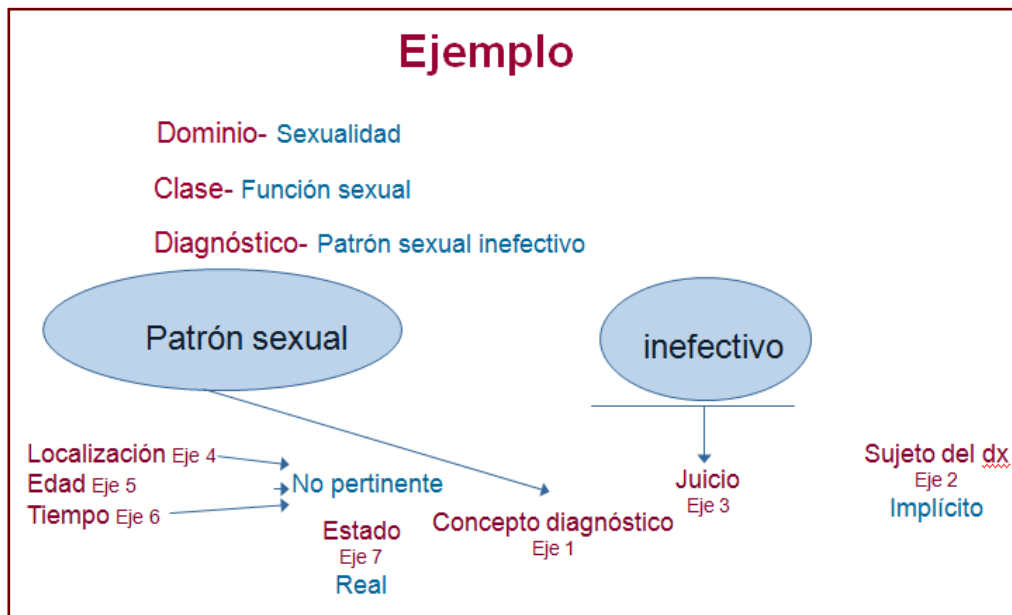 Ejemplo
Dominio- Sexualidad
Clase- Función sexual
Diagnóstico- Patrón sexual inefectivo
Patrón sexual
inefectivo
Localización Eje 4
Edad Eje 5
Tiempo Eje 6
No pertinente
Estado
Eje 7
Real
Concepto diagnóstico
Eje 1
Juicio
Eje 3
Sujeto del dx
Eje 2
Implícito